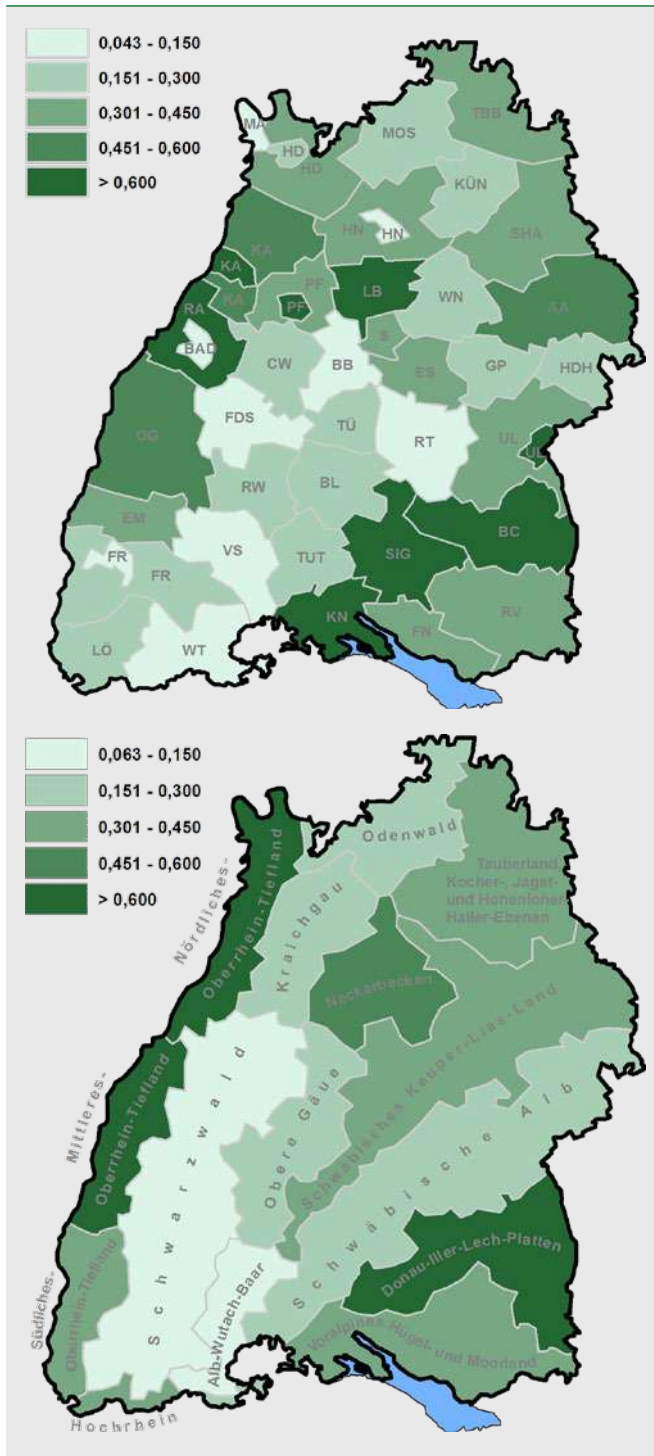 0,043 - 0,150
0,151 - 0,300
0,301 - 0,450
0,451 - 0,600
> 0,600
MA
TBB
MOS
HD
HD
KÜN
HN
HN
SHA
KA
KA
KA
PF
PF
LB
WN
AA
RA
BAD
CW
BB
S
ES
GP
HDH
FDS
TÜ
RT
UL
UL
OG
RW
BL
EM
VS
BC
FR
FR
TUT
SIG
KN
RV
FN
LÖ
WT
0,063 - 0,150
0,151 - 0,300
0,301 - 0,450
0,451 - 0,600
> 0,600
Odenwald
Tauberland,
Kocher-, Jagst-
und Hohenloher-
Haller-Ebenen
Nördliches-
Oberrhein-Tiefland
Kraichgau
Neckarbecken
Schwäbisches Keuper-Lias-Land
Mittleres-
Oberrhein-Tiefland
Schwarzwald
Obere Gäue
Schwäbische Alb
Donau-Iller-Lech-Platten
Südliches-
Oberrhein-Tiefland
Alb-Wutach-Baar
Voralpines Hügel- und Moorland
Hochrhein